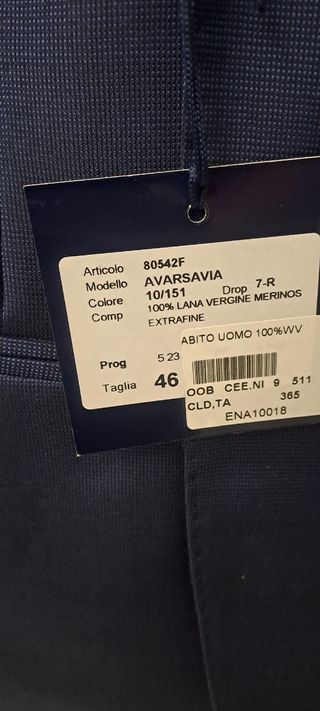 Articolo 80542F
Modello AVARSAVIA
Colore 10/151 Drop 7-R
Comp 100% LANA VERGINE MERINOS
EXTRAFINE
Prog 5 23
Taglia 46
ABITO UOMO 100%WV
OOB CEE.NI 9 511
CLD,TA 365
ENA10018